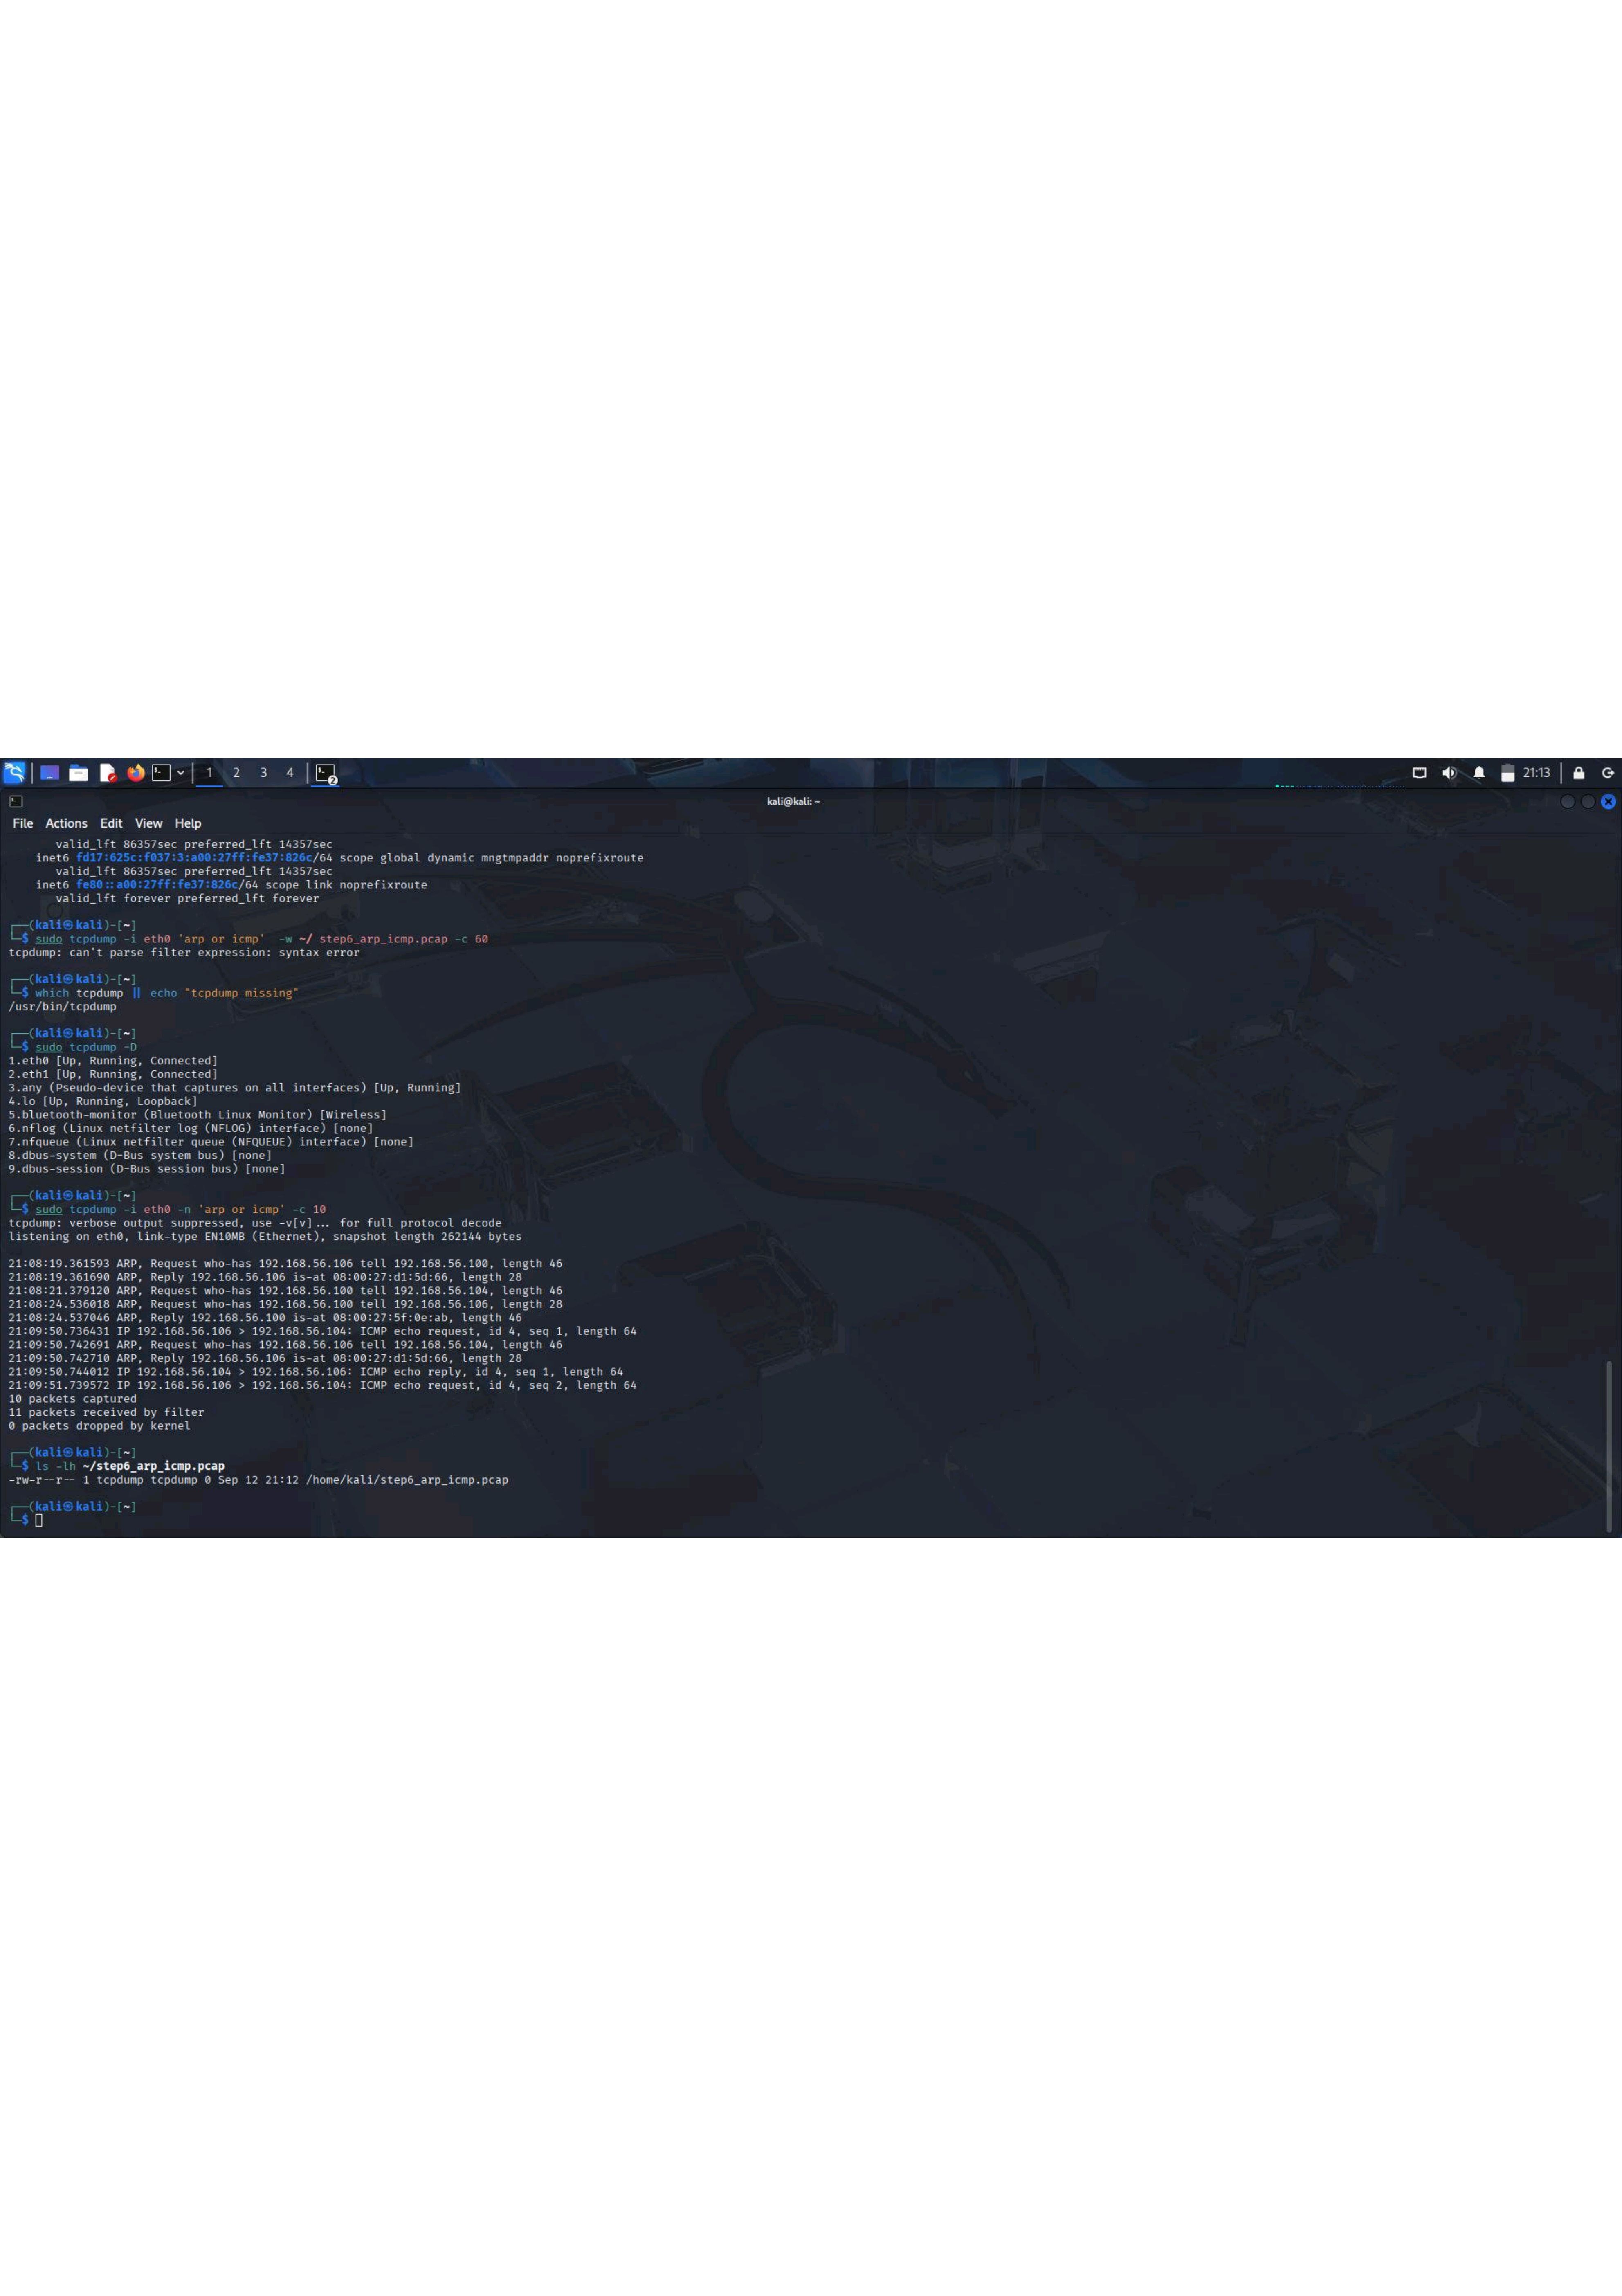 1 2 3 4 2 21:13
kali@kali: ~
File Actions Edit View Help
valid_lft 86357sec preferred_lft 14357sec
inet6 fd17:625c:f037:3:a00:27ff:fe37:826c/64 scope global dynamic mngtmpaddr noprefixroute
valid_lft 86357sec preferred_lft 14357sec
inet6 fe80::a00:27ff:fe37:826c/64 scope link noprefixroute
valid_lft forever preferred_lft forever
┌──(kali㉿kali)-[~]
└─$ sudo tcpdump -i eth0 'arp or icmp'  -w ~/ step6_arp_icmp.pcap -c 60
tcpdump: can't parse filter expression: syntax error
┌──(kali㉿kali)-[~]
└─$ which tcpdump || echo "tcpdump missing"
/usr/bin/tcpdump
┌──(kali㉿kali)-[~]
└─$ sudo tcpdump -D
1.eth0 [Up, Running, Connected]
2.eth1 [Up, Running, Connected]
3.any (Pseudo-device that captures on all interfaces) [Up, Running]
4.lo [Up, Running, Loopback]
5.bluetooth-monitor (Bluetooth Linux Monitor) [Wireless]
6.nflog (Linux netfilter log (NFLOG) interface) [none]
7.nfqueue (Linux netfilter queue (NFQUEUE) interface) [none]
8.dbus-system (D-Bus system bus) [none]
9.dbus-session (D-Bus session bus) [none]
┌──(kali㉿kali)-[~]
└─$ sudo tcpdump -i eth0 -n 'arp or icmp' -c 10
tcpdump: verbose output suppressed, use -v[v]... for full protocol decode
listening on eth0, link-type EN10MB (Ethernet), snapshot length 262144 bytes
21:08:19.361593 ARP, Request who-has 192.168.56.106 tell 192.168.56.100, length 46
21:08:19.361690 ARP, Reply 192.168.56.106 is-at 08:00:27:d1:5d:66, length 28
21:08:21.379120 ARP, Request who-has 192.168.56.100 tell 192.168.56.104, length 46
21:08:24.536018 ARP, Request who-has 192.168.56.100 tell 192.168.56.106, length 28
21:08:24.537046 ARP, Reply 192.168.56.100 is-at 08:00:27:5f:0e:ab, length 46
21:09:50.736431 IP 192.168.56.106 > 192.168.56.104: ICMP echo request, id 4, seq 1, length 64
21:09:50.742691 ARP, Request who-has 192.168.56.106 tell 192.168.56.104, length 46
21:09:50.742710 ARP, Reply 192.168.56.106 is-at 08:00:27:d1:5d:66, length 28
21:09:50.744012 IP 192.168.56.104 > 192.168.56.106: ICMP echo reply, id 4, seq 1, length 64
21:09:51.739572 IP 192.168.56.106 > 192.168.56.104: ICMP echo request, id 4, seq 2, length 64
10 packets captured
11 packets received by filter
0 packets dropped by kernel
┌──(kali㉿kali)-[~]
└─$ ls -lh ~/step6_arp_icmp.pcap
-rw-r--r-- 1 tcpdump tcpdump 0 Sep 12 21:12 /home/kali/step6_arp_icmp.pcap
┌──(kali㉿kali)-[~]
└─$